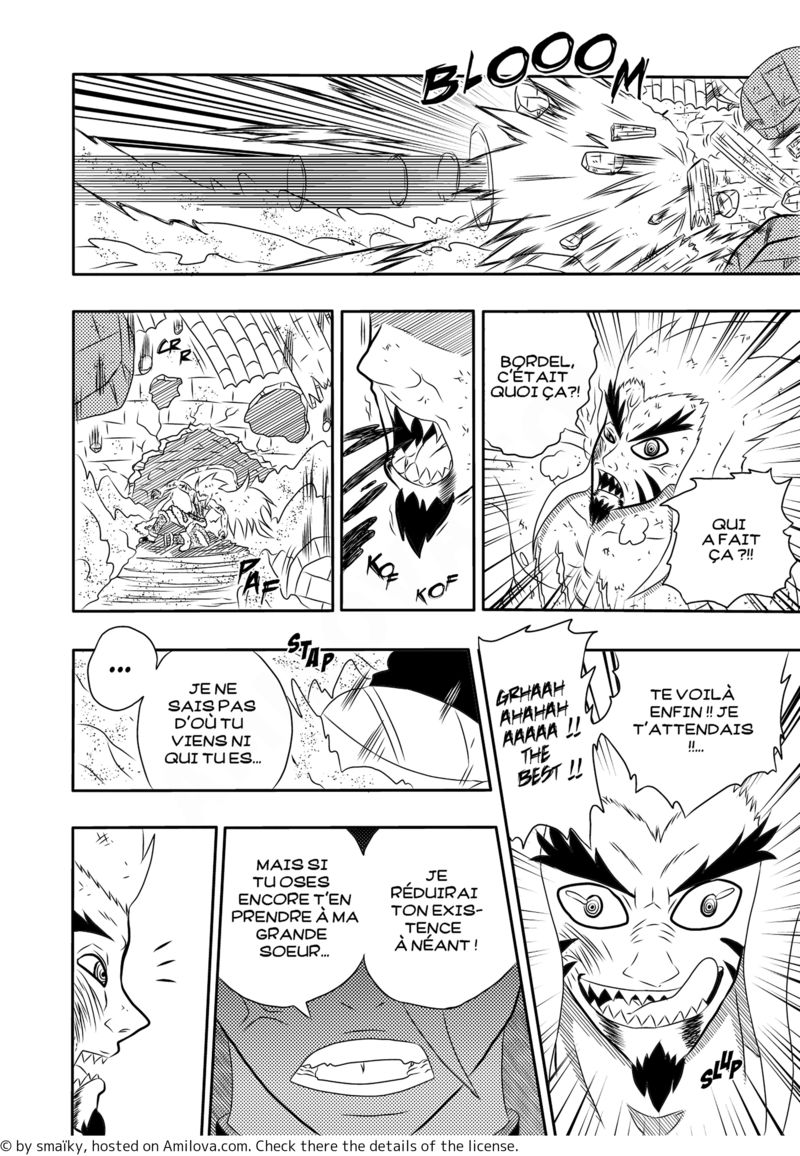 BLOOOM
CRR
PAF
KOF
KOF
BORDEL,
C'ÉTAIT
QUOI ÇA?!
QUI
A FAIT
ÇA?!!
...
JE NE
SAIS PAS
D'OÙ TU
VIENS NI
QUI TU ES...
STAP
GRHAAH
AHAHAH
AAAAA !!
THE
BEST !!
TE VOILÀ
ENFIN !! JE
T'ATTENDAIS
!!...
MAIS SI
TU OSES
ENCORE T'EN
PRENDRE À MA
GRANDE
SOEUR...
JE
RÉDUIRAI
TON EXIS-
TENCE
À NÉANT !
SLUP
© by smaïky, hosted on Amilova.com. Check there the details of the license.